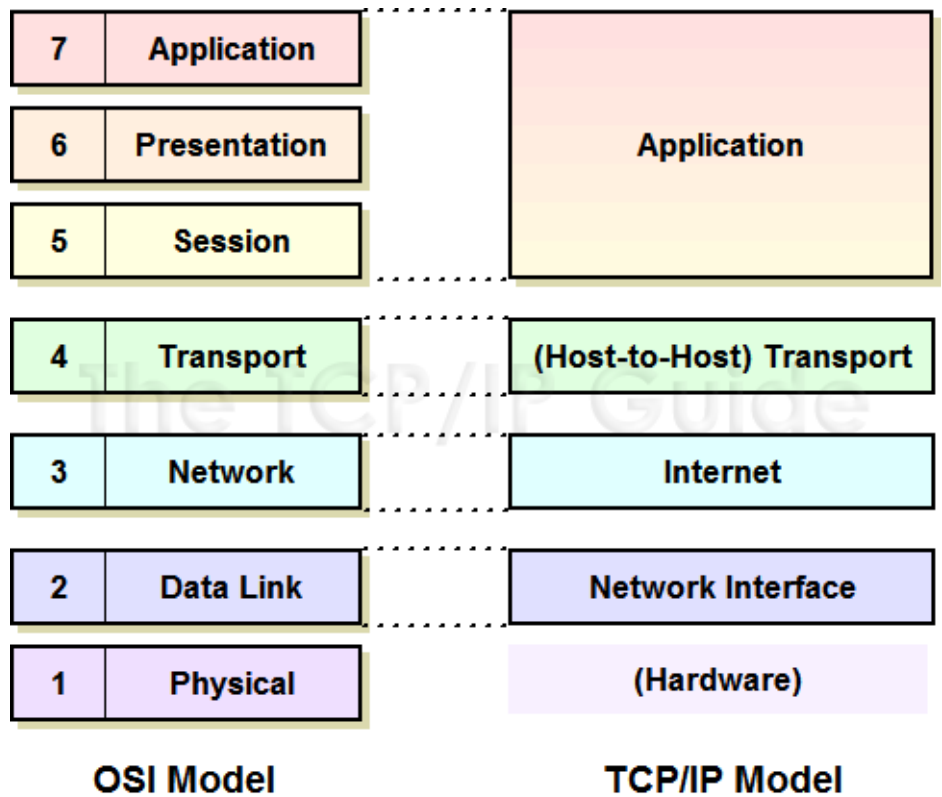 7 Application
6 Presentation
5 Session
4 Transport
3 Network
2 Data Link
1 Physical
OSI Model
Application
(Host-to-Host) Transport
Internet
Network Interface
(Hardware)
TCP/IP Model
The TCP/IP Guide